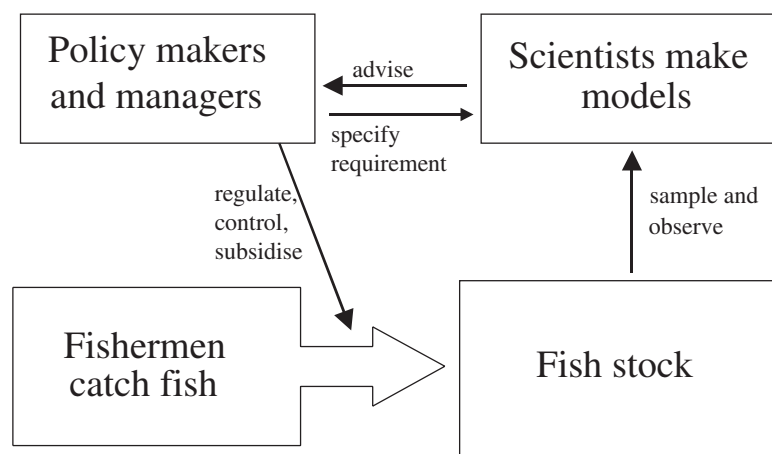 Policy makers
and managers
advise
Scientists make
models
specify
requirement
regulate,
control,
subsidise
sample and
observe
Fishermen
catch fish
Fish stock